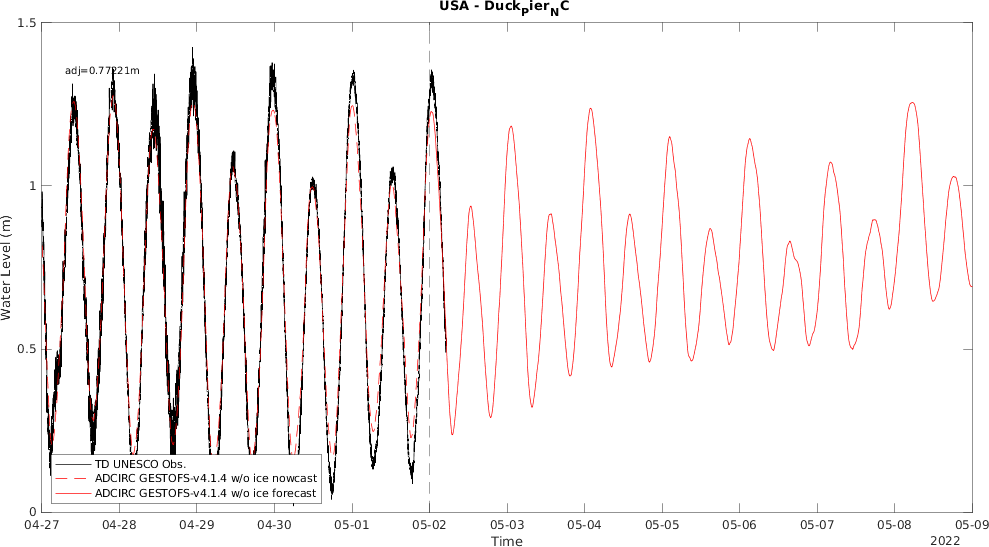 USA - DuckPierNC
1.5
adj=0.77221m
1
Water Level (m)
0.5
TD UNESCO Obs.
ADCIRC GESTOFS-v4.1.4 w/o ice nowcast
ADCIRC GESTOFS-v4.1.4 w/o ice forecast
0
04-27 04-28 04-29 04-30 05-01 05-02 05-03 05-04 05-05 05-06 05-07 05-08 05-09
Time
2022